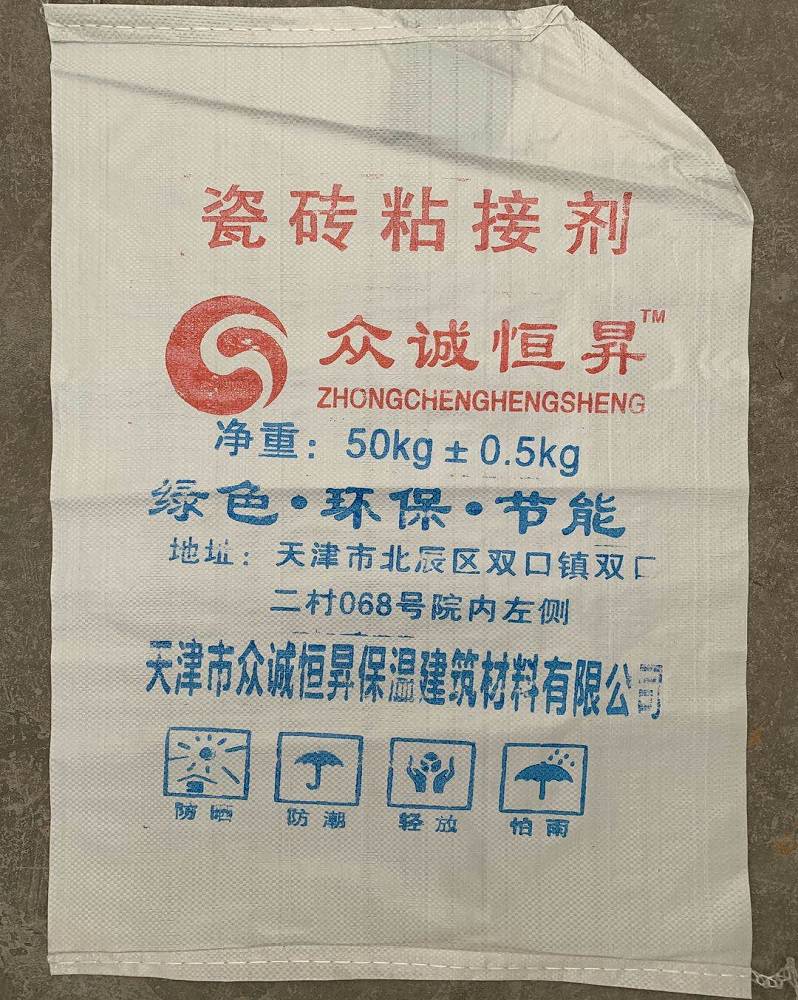 瓷砖粘接剂
众诚恒昇TM
ZHONGCHENGHENGSHENG
净重：50kg±0.5kg
绿色·环保·节能
地址：天津市北辰区双口镇双口
二村068号院内左侧
天津市众诚恒昇保温建筑材料有限公司
防晒 防潮 轻放 怕雨